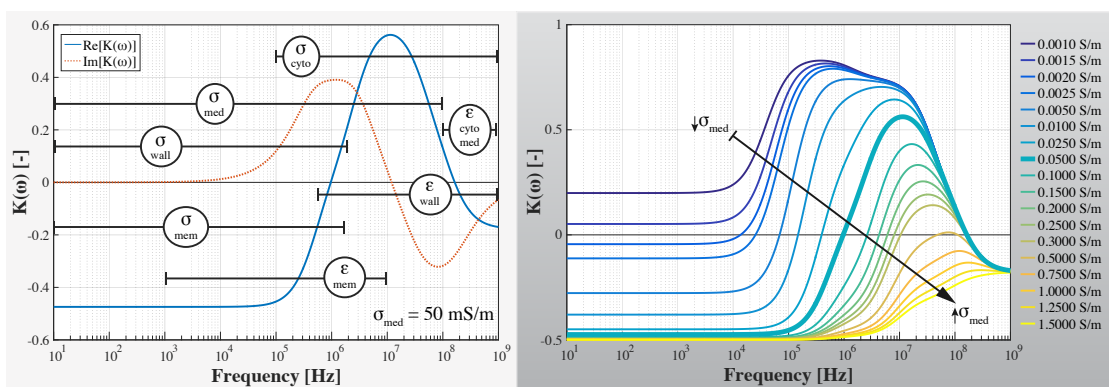 0.6
0.4
0.2
0
-0.2
-0.4
-0.6
K(ω) [-]
Re[K(ω)]
Im[K(ω)]
σ
cyto
σ
med
ε
cyto
med
σ
wall
ε
wall
σ
mem
ε
mem
σmed = 50 mS/m
10^1 10^2 10^3 10^4 10^5 10^6 10^7 10^8 10^9
Frequency [Hz]
1
0.5
0
-0.5
K(ω) [-]
↓σmed
↑σmed
10^1 10^2 10^3 10^4 10^5 10^6 10^7 10^8 10^9
Frequency [Hz]
0.0010 S/m
0.0015 S/m
0.0020 S/m
0.0025 S/m
0.0050 S/m
0.0100 S/m
0.0250 S/m
0.0500 S/m
0.1000 S/m
0.1500 S/m
0.2000 S/m
0.2500 S/m
0.3000 S/m
0.5000 S/m
0.7500 S/m
1.0000 S/m
1.2500 S/m
1.5000 S/m